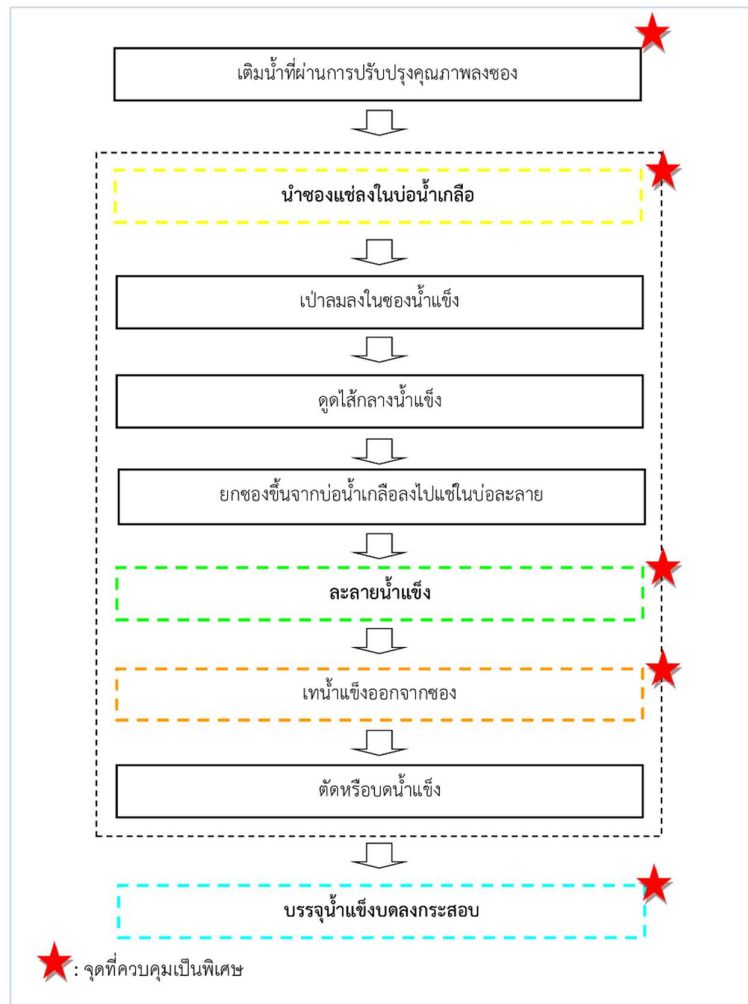 เติมน้ำที่ผ่านการปรับปรุงคุณภาพลงซอง
นำซองแช่ลงในบ่อน้ำเกลือ
เป่าลมลงในซองน้ำแข็ง
ดูดไส้กลางน้ำแข็ง
ยกซองขึ้นจากบ่อน้ำเกลือลงไปแช่ในบ่อละลาย
ละลายน้ำแข็ง
เทน้ำแข็งออกจากซอง
ตัดหรือบดน้ำแข็ง
บรรจุน้ำแข็งบดลงกระสอบ
: จุดที่ควบคุมเป็นพิเศษ